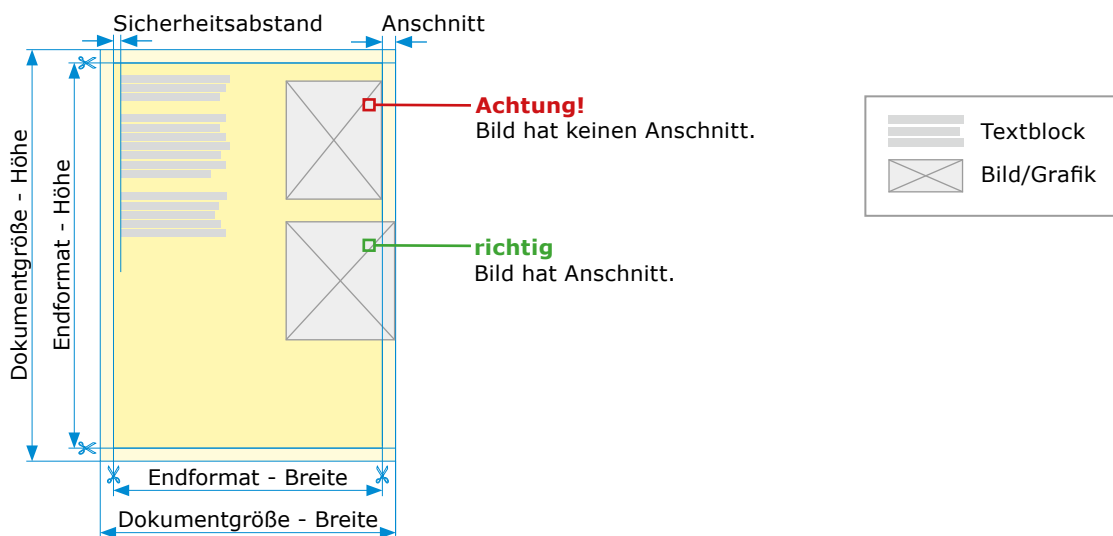 Sicherheitsabstand
Anschnitt
Dokumentgröße - Höhe
Endformat - Höhe
Achtung!
Bild hat keinen Anschnitt.
richtig
Bild hat Anschnitt.
Endformat - Breite
Dokumentgröße - Breite
Textblock
Bild/Grafik